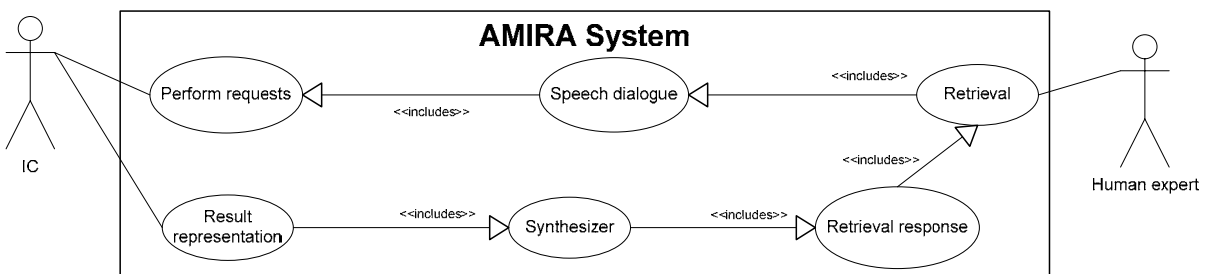 AMIRA System
<<includes>>
Perform requests
Speech dialogue
Retrieval
<<includes>>
<<includes>>
IC
Human expert
Result
representation
<<includes>>
Synthesizer
<<includes>>
Retrieval response